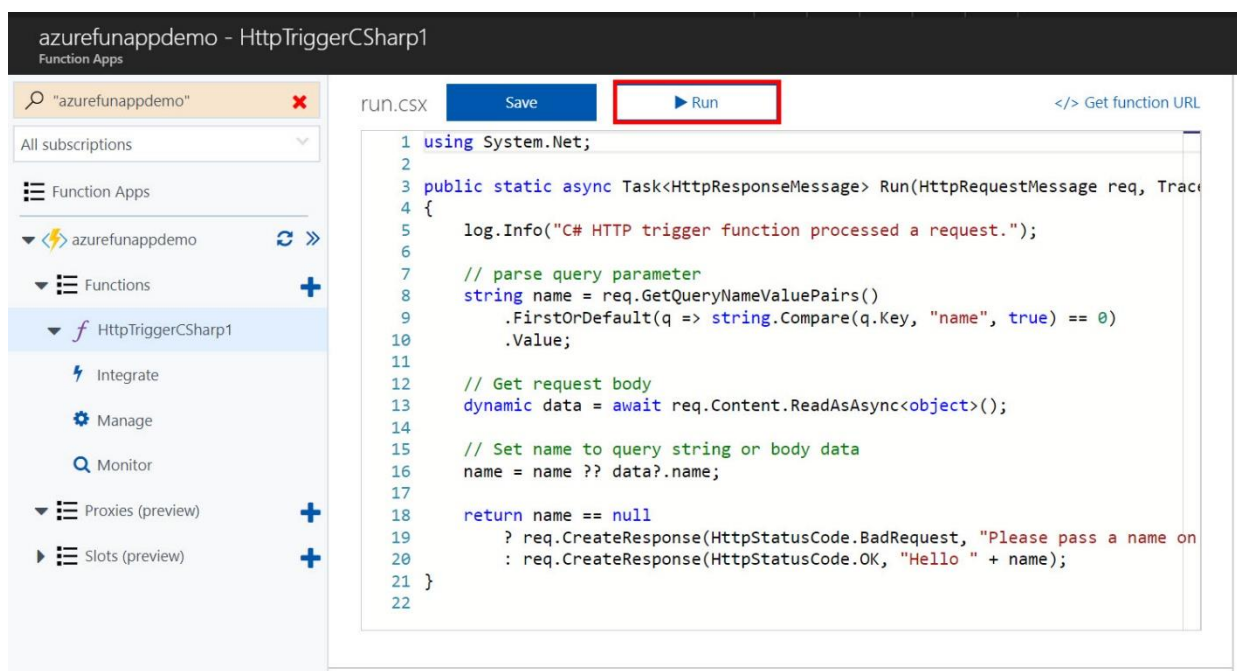 azurefunappdemo - HttpTriggerCSharp1
Function Apps
"azurefunappdemo"
All subscriptions
Function Apps
azurefunappdemo
Functions
HttpTriggerCSharp1
Integrate
Manage
Monitor
Proxies (preview)
Slots (preview)
run.csx Save Run </> Get function URL
1 using System.Net;
2
3 public static async Task<HttpResponseMessage> Run(HttpRequestMessage req, Trace
4 {
5     log.Info("C# HTTP trigger function processed a request.");
6
7     // parse query parameter
8     string name = req.GetQueryNameValuePairs()
9         .FirstOrDefault(q => string.Compare(q.Key, "name", true) == 0)
10         .Value;
11
12     // Get request body
13     dynamic data = await req.Content.ReadAsAsync<object>();
14
15     // Set name to query string or body data
16     name = name ?? data?.name;
17
18     return name == null
19         ? req.CreateResponse(HttpStatusCode.BadRequest, "Please pass a name on
20         : req.CreateResponse(HttpStatusCode.OK, "Hello " + name);
21 }
22